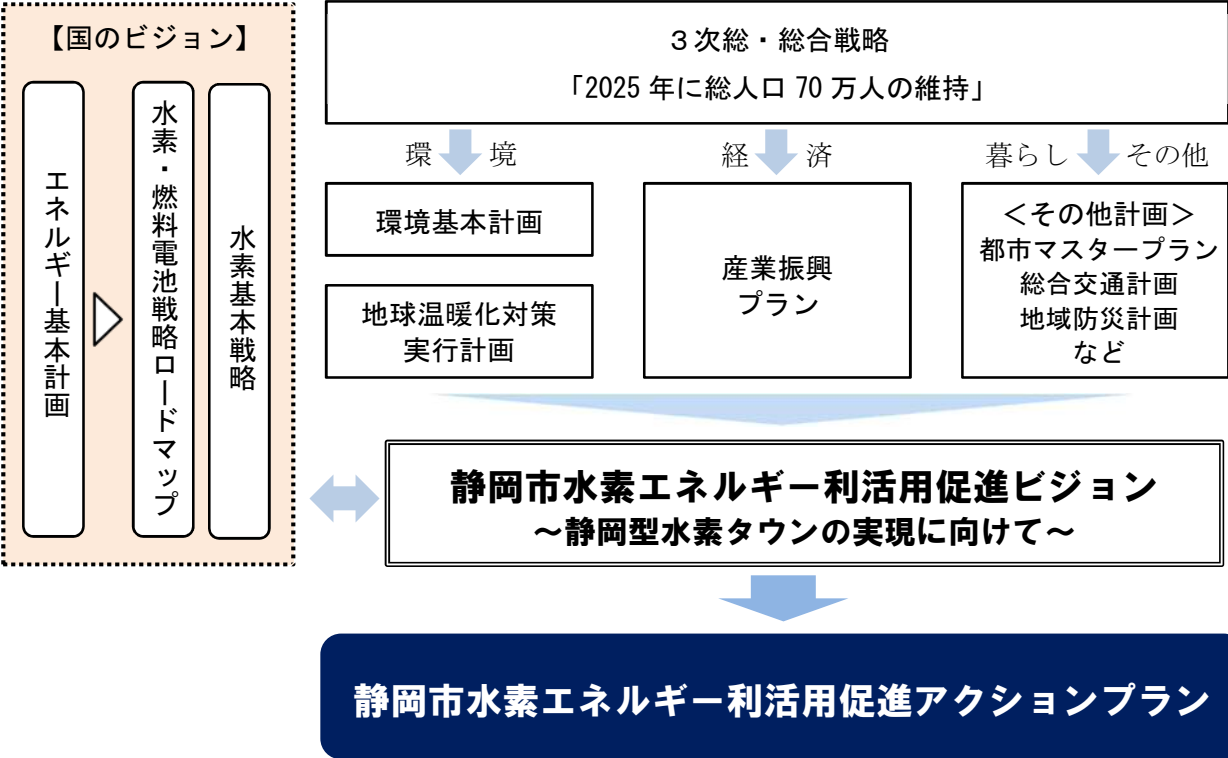 【国のビジョン】
エネルギー基本計画
水素・燃料電池戦略ロードマップ
水素基本戦略
３次総・総合戦略
「2025 年に総人口 70 万人の維持」
環 境
経 済
暮らし その他
環境基本計画
地球温暖化対策
実行計画
産業振興
プラン
＜その他計画＞
都市マスタープラン
総合交通計画
地域防災計画
など
静岡市水素エネルギー利活用促進ビジョン
～静岡型水素タウンの実現に向けて～
静岡市水素エネルギー利活用促進アクションプラン